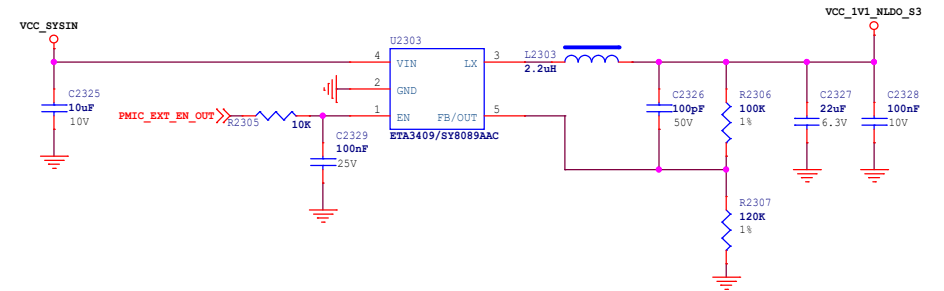 VCC_SYSIN
VCC_1V1_NLDO_S3
U2303
4 VIN
LX 3
L2303
2.2uH
2 GND
C2325
10uF
10V
PMIC_EXT_EN_OUT
R2305
10K
1 EN
FB/OUT 5
ETA3409/SY8089AAC
C2329
100nF
25V
C2326
100pF
50V
R2306
100K
1%
C2327
22uF
6.3V
C2328
100nF
10V
R2307
120K
1%